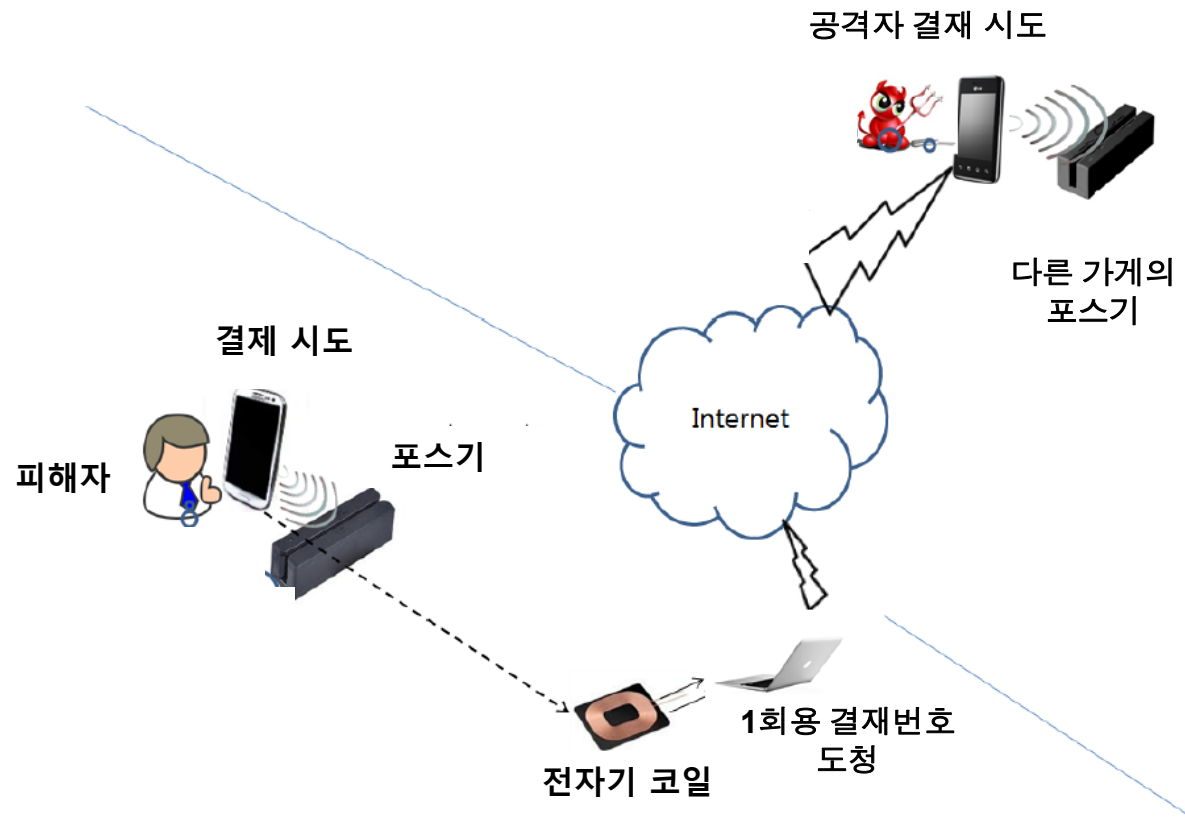 공격자 결재 시도
다른 가게의
포스기
결제 시도
Internet
포스기
피해자
1회용 결재번호
도청
전자기 코일